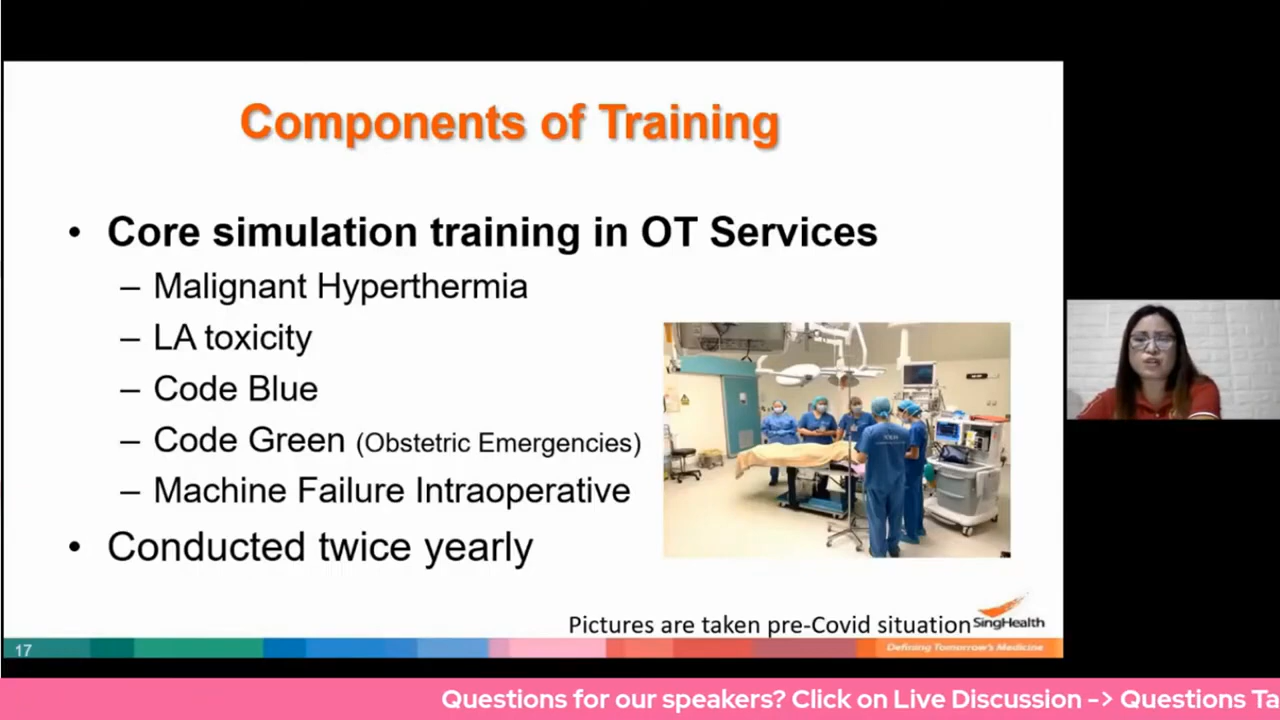 Components of Training
• Core simulation training in OT Services
– Malignant Hyperthermia
– LA toxicity
– Code Blue
– Code Green (Obstetric Emergencies)
– Machine Failure Intraoperative
• Conducted twice yearly
Pictures are taken pre-Covid situation
SingHealth
17
Defining Tomorrow's Medicine
Questions for our speakers? Click on Live Discussion -> Questions Ta